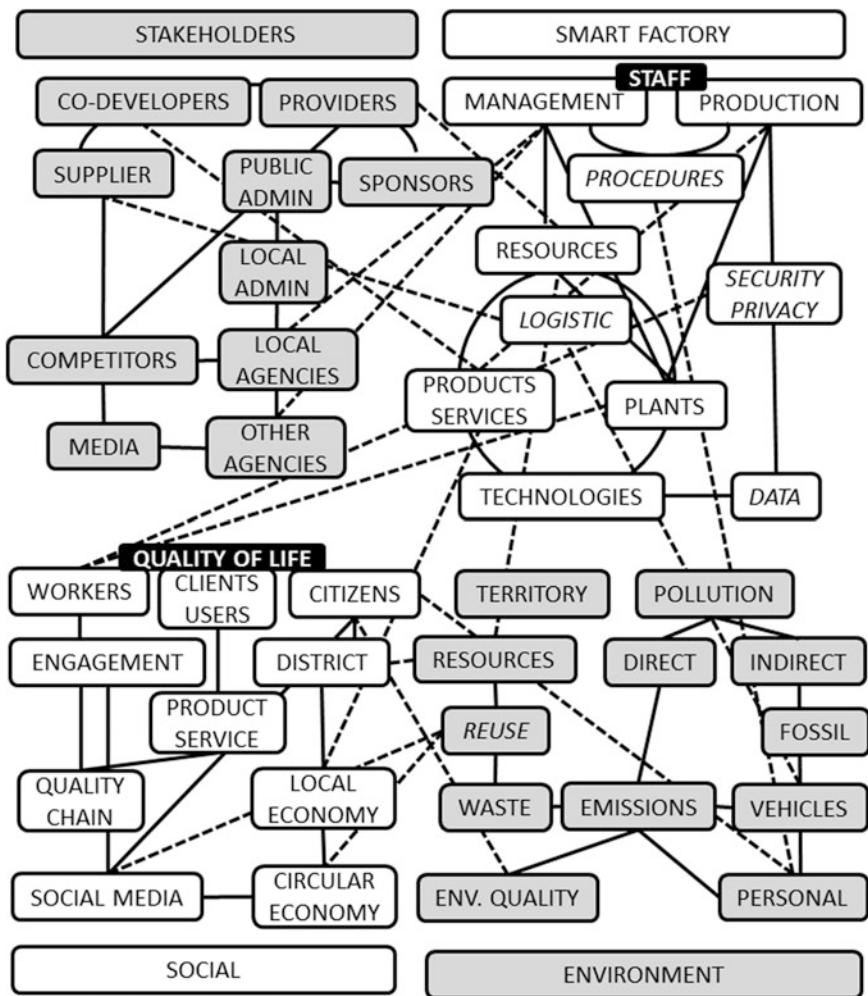 STAKEHOLDERS
SMART FACTORY
CO-DEVELOPERS
PROVIDERS
SUPPLIER
PUBLIC
ADMIN
SPONSORS
LOCAL
ADMIN
COMPETITORS
LOCAL
AGENCIES
MEDIA
OTHER
AGENCIES
STAFF
MANAGEMENT
PRODUCTION
PROCEDURES
RESOURCES
SECURITY
PRIVACY
LOGISTIC
PRODUCTS
SERVICES
PLANTS
TECHNOLOGIES
DATA
QUALITY OF LIFE
WORKERS
CLIENTS
USERS
CITIZENS
ENGAGEMENT
DISTRICT
PRODUCT
SERVICE
QUALITY
CHAIN
LOCAL
ECONOMY
SOCIAL MEDIA
CIRCULAR
ECONOMY
TERRITORY
POLLUTION
RESOURCES
DIRECT
INDIRECT
REUSE
FOSSIL
WASTE
EMISSIONS
VEHICLES
ENV. QUALITY
PERSONAL
SOCIAL
ENVIRONMENT